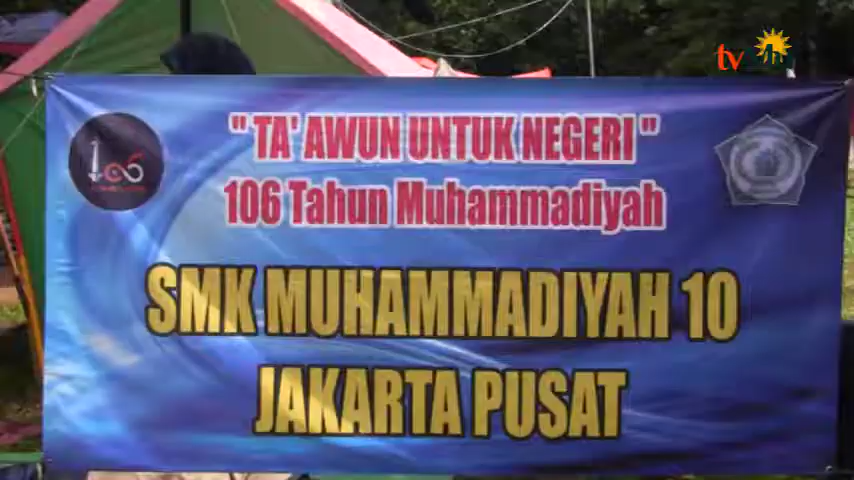 tv
" TA' AWUN UNTUK NEGERI "
106 Tahun Muhammadiyah
SMK MUHAMMADIYAH 10
JAKARTA PUSAT